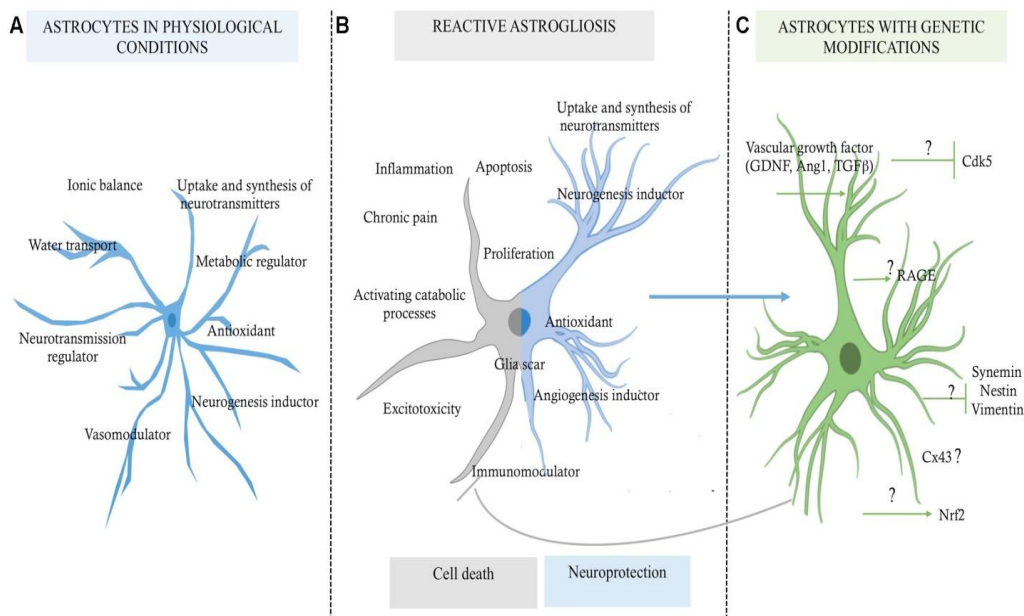 A
ASTROCYTES IN PHYSIOLOGICAL
CONDITIONS
Ionic balance
Uptake and synthesis of
neurotransmitters
Water transport
Metabolic regulator
Neurotransmission
regulator
Antioxidant
Neurogenesis inductor
Vasomodulator
B
REACTIVE ASTROGLIOSIS
Uptake and synthesis of
neurotransmitters
Inflammation
Apoptosis
Neurogenesis inductor
Chronic pain
Proliferation
Activating catabolic
processes
Antioxidant
Glia scar
Angiogenesis inductor
Excitotoxicity
Immunomodulator
Cell death
Neuroprotection
C
ASTROCYTES WITH GENETIC
MODIFICATIONS
Vascular growth factor
(GDNF, Ang1, TGFβ)
?
Cdk5
?
RAGE
?
Synemin
Nestin
Vimentin
Cx43 ?
?
Nrf2